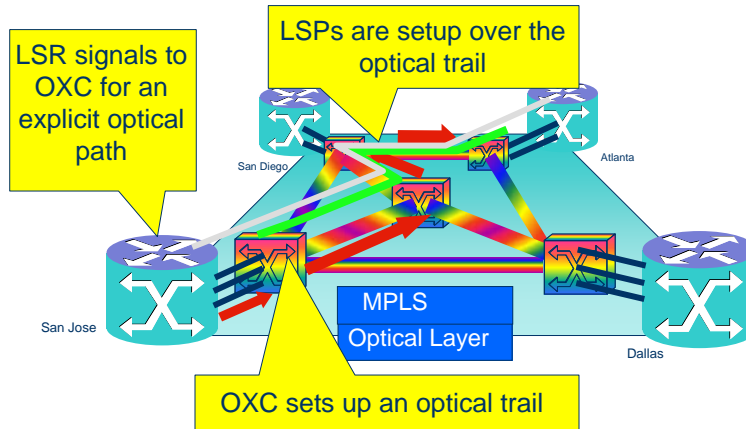 LSR signals to
OXC for an
explicit optical
path
LSPs are setup over the
optical trail
San Diego
Atlanta
San Jose
MPLS
Optical Layer
Dallas
OXC sets up an optical trail